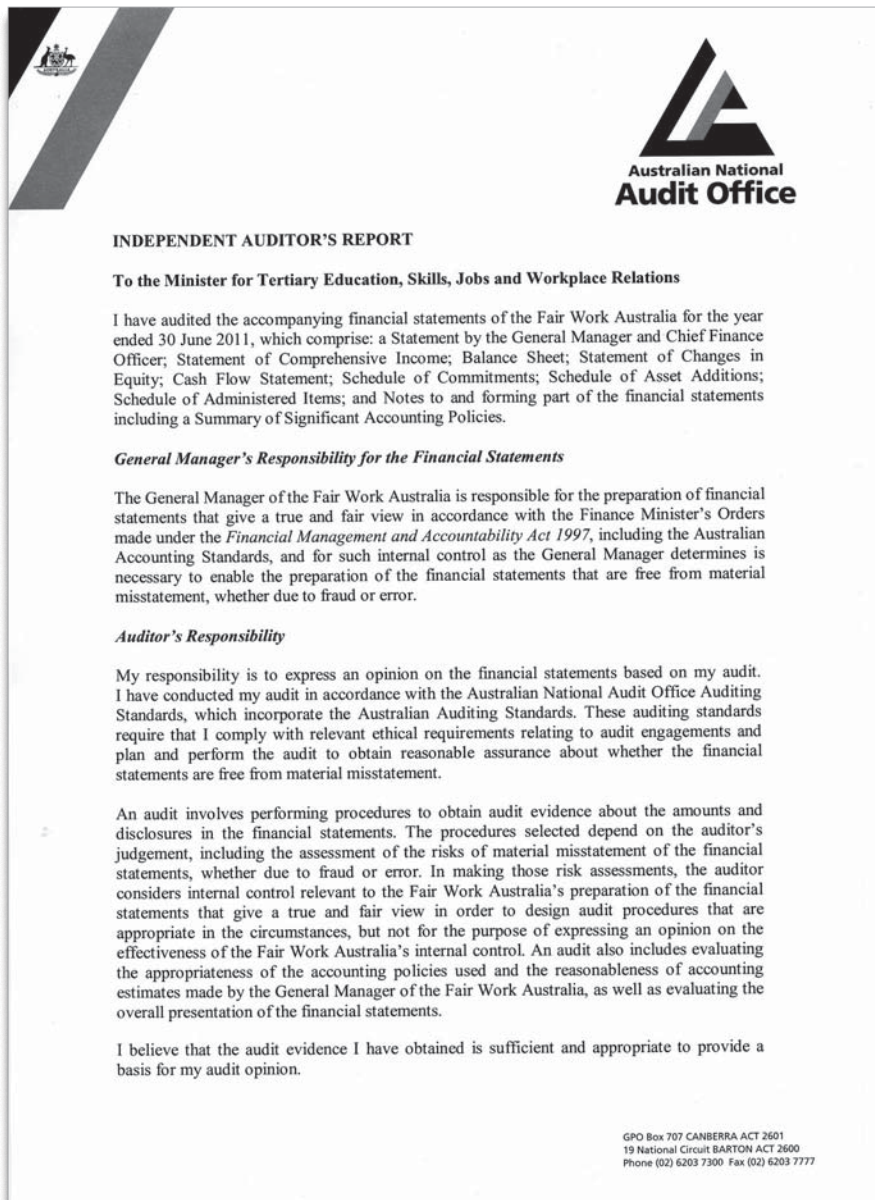 Australian National
Audit Office
INDEPENDENT AUDITOR'S REPORT
To the Minister for Tertiary Education, Skills, Jobs and Workplace Relations
I have audited the accompanying financial statements of the Fair Work Australia for the year
ended 30 June 2011, which comprise: a Statement by the General Manager and Chief Finance
Officer; Statement of Comprehensive Income; Balance Sheet; Statement of Changes in
Equity; Cash Flow Statement; Schedule of Commitments; Schedule of Asset Additions;
Schedule of Administered Items; and Notes to and forming part of the financial statements
including a Summary of Significant Accounting Policies.
General Manager's Responsibility for the Financial Statements
The General Manager of the Fair Work Australia is responsible for the preparation of financial
statements that give a true and fair view in accordance with the Finance Minister's Orders
made under the Financial Management and Accountability Act 1997, including the Australian
Accounting Standards, and for such internal control as the General Manager determines is
necessary to enable the preparation of the financial statements that are free from material
misstatement, whether due to fraud or error.
Auditor's Responsibility
My responsibility is to express an opinion on the financial statements based on my audit.
I have conducted my audit in accordance with the Australian National Audit Office Auditing
Standards, which incorporate the Australian Auditing Standards. These auditing standards
require that I comply with relevant ethical requirements relating to audit engagements and
plan and perform the audit to obtain reasonable assurance about whether the financial
statements are free from material misstatement.
An audit involves performing procedures to obtain audit evidence about the amounts and
disclosures in the financial statements. The procedures selected depend on the auditor's
judgement, including the assessment of the risks of material misstatement of the financial
statements, whether due to fraud or error. In making those risk assessments, the auditor
considers internal control relevant to the Fair Work Australia's preparation of the financial
statements that give a true and fair view in order to design audit procedures that are
appropriate in the circumstances, but not for the purpose of expressing an opinion on the
effectiveness of the Fair Work Australia's internal control. An audit also includes evaluating
the appropriateness of the accounting policies used and the reasonableness of accounting
estimates made by the General Manager of the Fair Work Australia, as well as evaluating the
overall presentation of the financial statements.
I believe that the audit evidence I have obtained is sufficient and appropriate to provide a
basis for my audit opinion.
GPO Box 707 CANBERRA ACT 2601
19 National Circuit BARTON ACT 2600
Phone (02) 6203 7300 Fax (02) 6203 7777